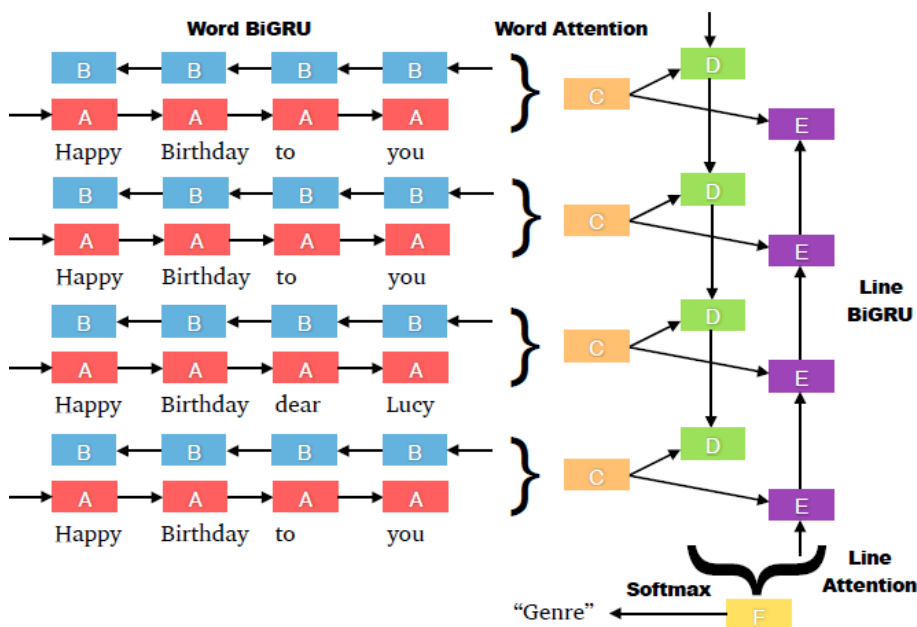 Word BiGRU Word Attention
B B B B D
C
A A A A E
Happy Birthday to you
B B B B D
C
A A A A E
Happy Birthday to you
Line
BiGRU
B B B B D
C
A A A A E
Happy Birthday dear Lucy
B B B B D
C
A A A A E
Happy Birthday to you
Line
Attention
Softmax
"Genre" F